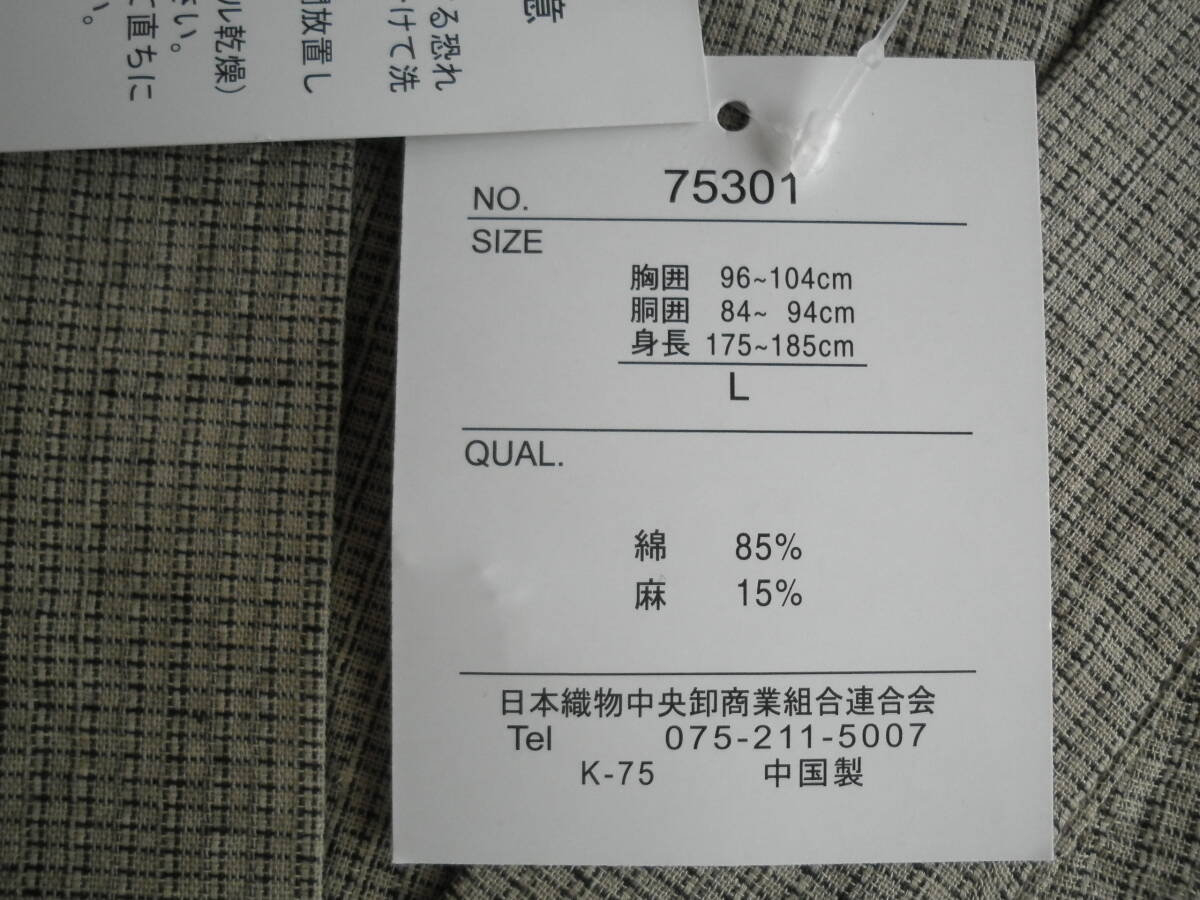 意
る恐れ
けて洗
放置し
ル乾燥)
い。
て直ちに
い。
NO. 75301
SIZE
胸囲 96~104cm
胴囲 84~ 94cm
身長 175~185cm
L
QUAL.
綿 85%
麻 15%
日本織物中央卸商業組合連合会
Tel 075-211-5007
K-75 中国製